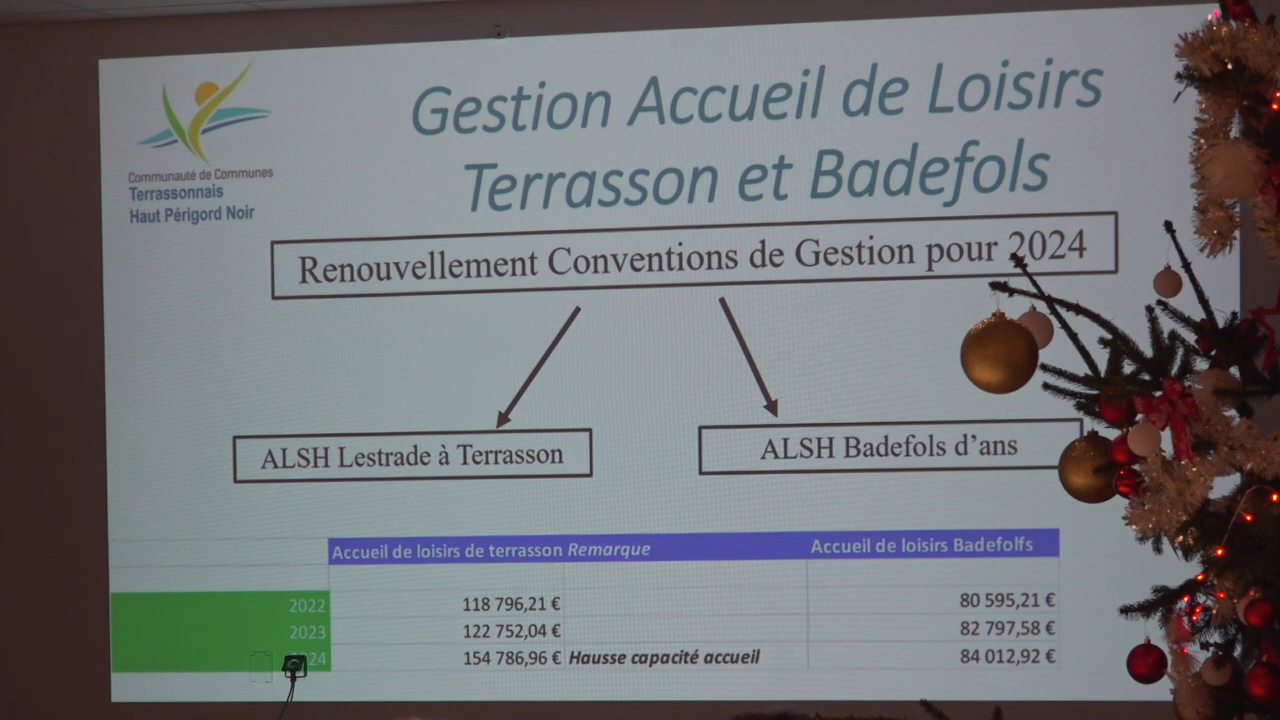 Gestion Accueil de Loisirs
Terrasson et Badefols
Communauté de Communes
Terrassonnais
Haut Périgord Noir
Renouvellement Conventions de Gestion pour 2024
ALSH Lestrade à Terrasson
ALSH Badefols d'ans
Accueil de loisirs de terrasson Remarque Accueil de loisirs Badefolfs
2022 118 796,21 € 80 595,21 €
2023 122 752,04 € 82 797,58 €
24 154 786,96 € Hausse capacité accueil 84 012,92 €